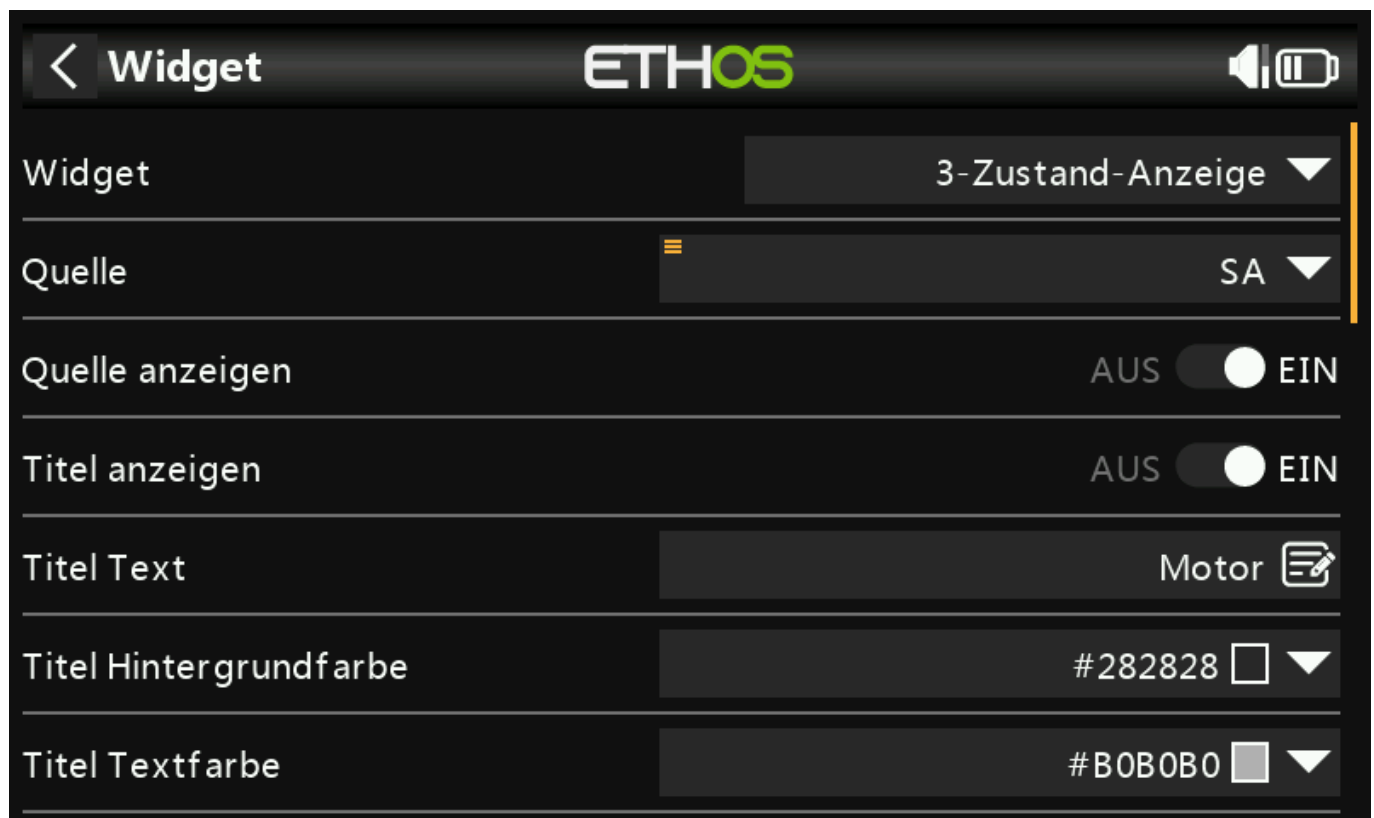 Widget ETHOS
Widget 3-Zustand-Anzeige
Quelle SA
Quelle anzeigen AUS EIN
Titel anzeigen AUS EIN
Titel Text Motor
Titel Hintergrundfarbe #282828
Titel Textfarbe #B0B0B0